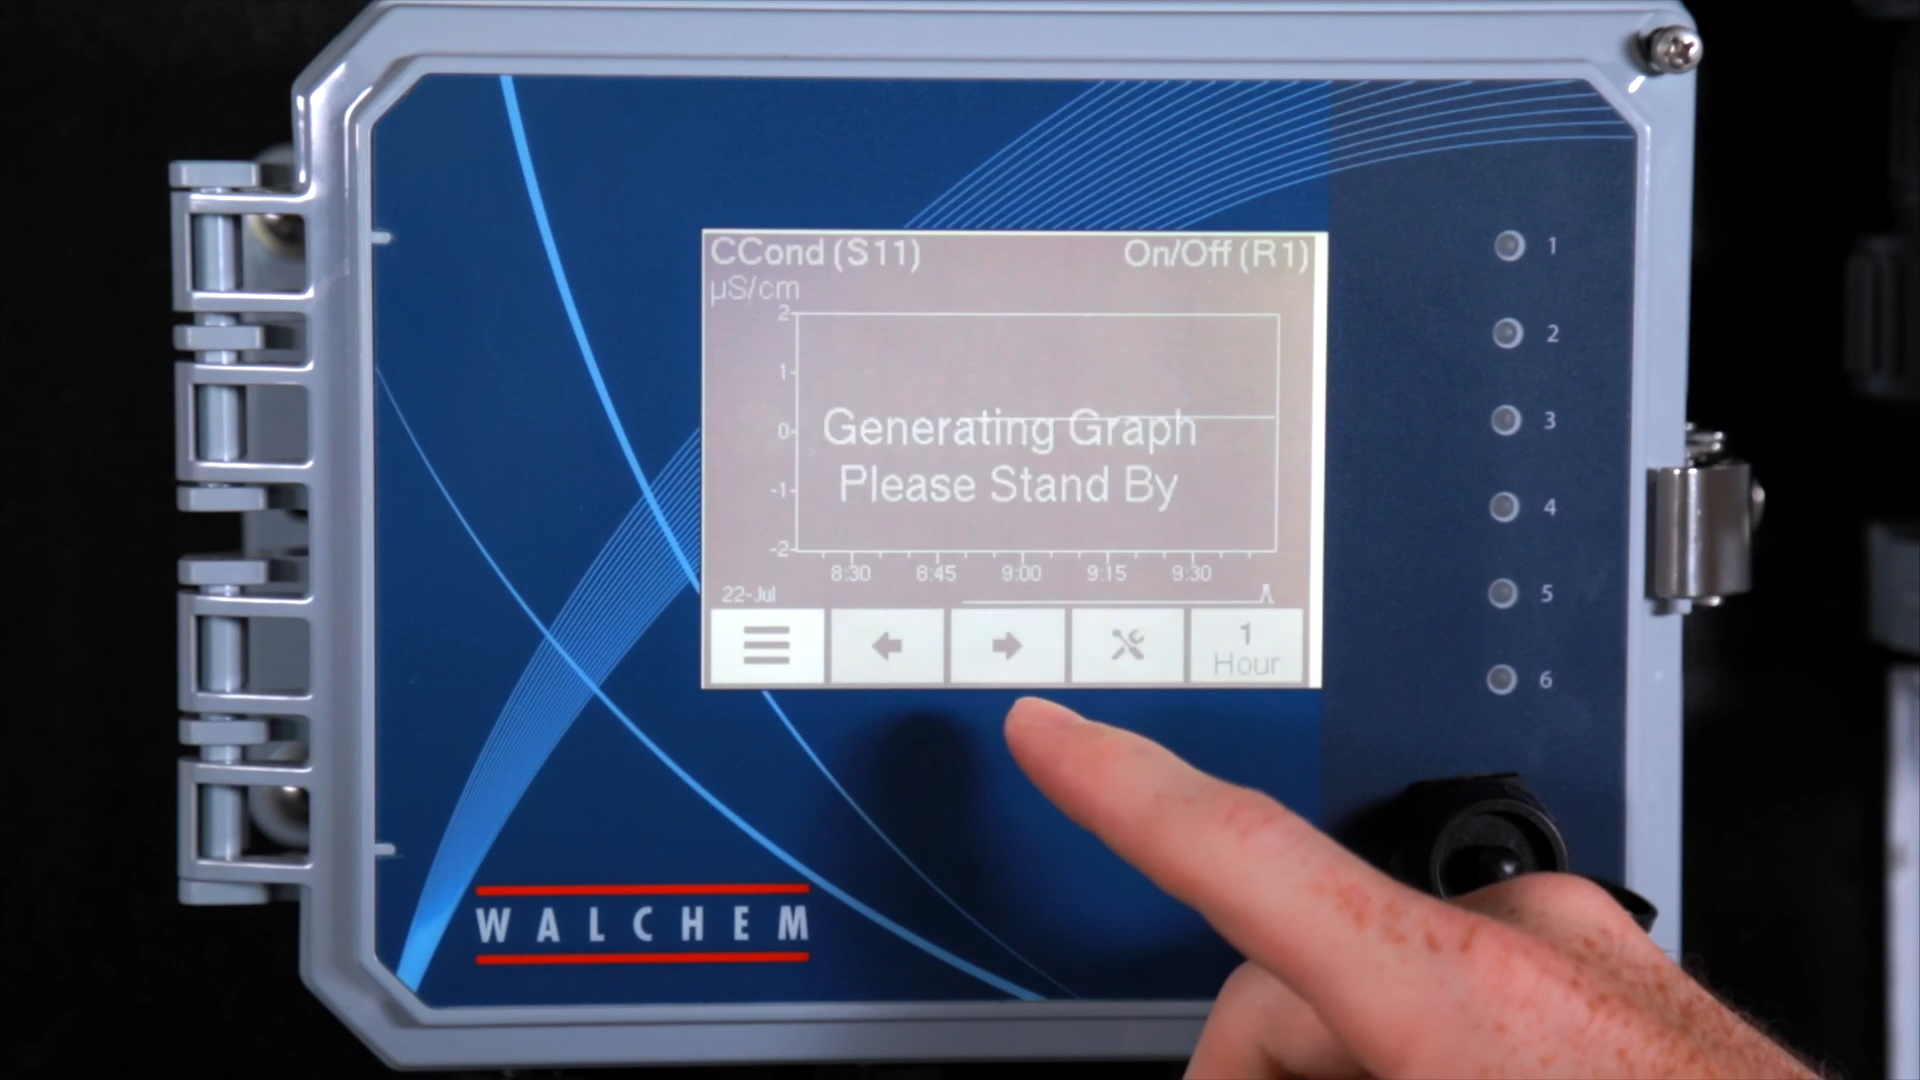 CCond (S11) On/Off (R1)
µS/cm
2
1
0
-1
-2
Generating Graph
Please Stand By
8:30 8:45 9:00 9:15 9:30
22-Jul
1
Hour
1
2
3
4
5
6
WALCHEM